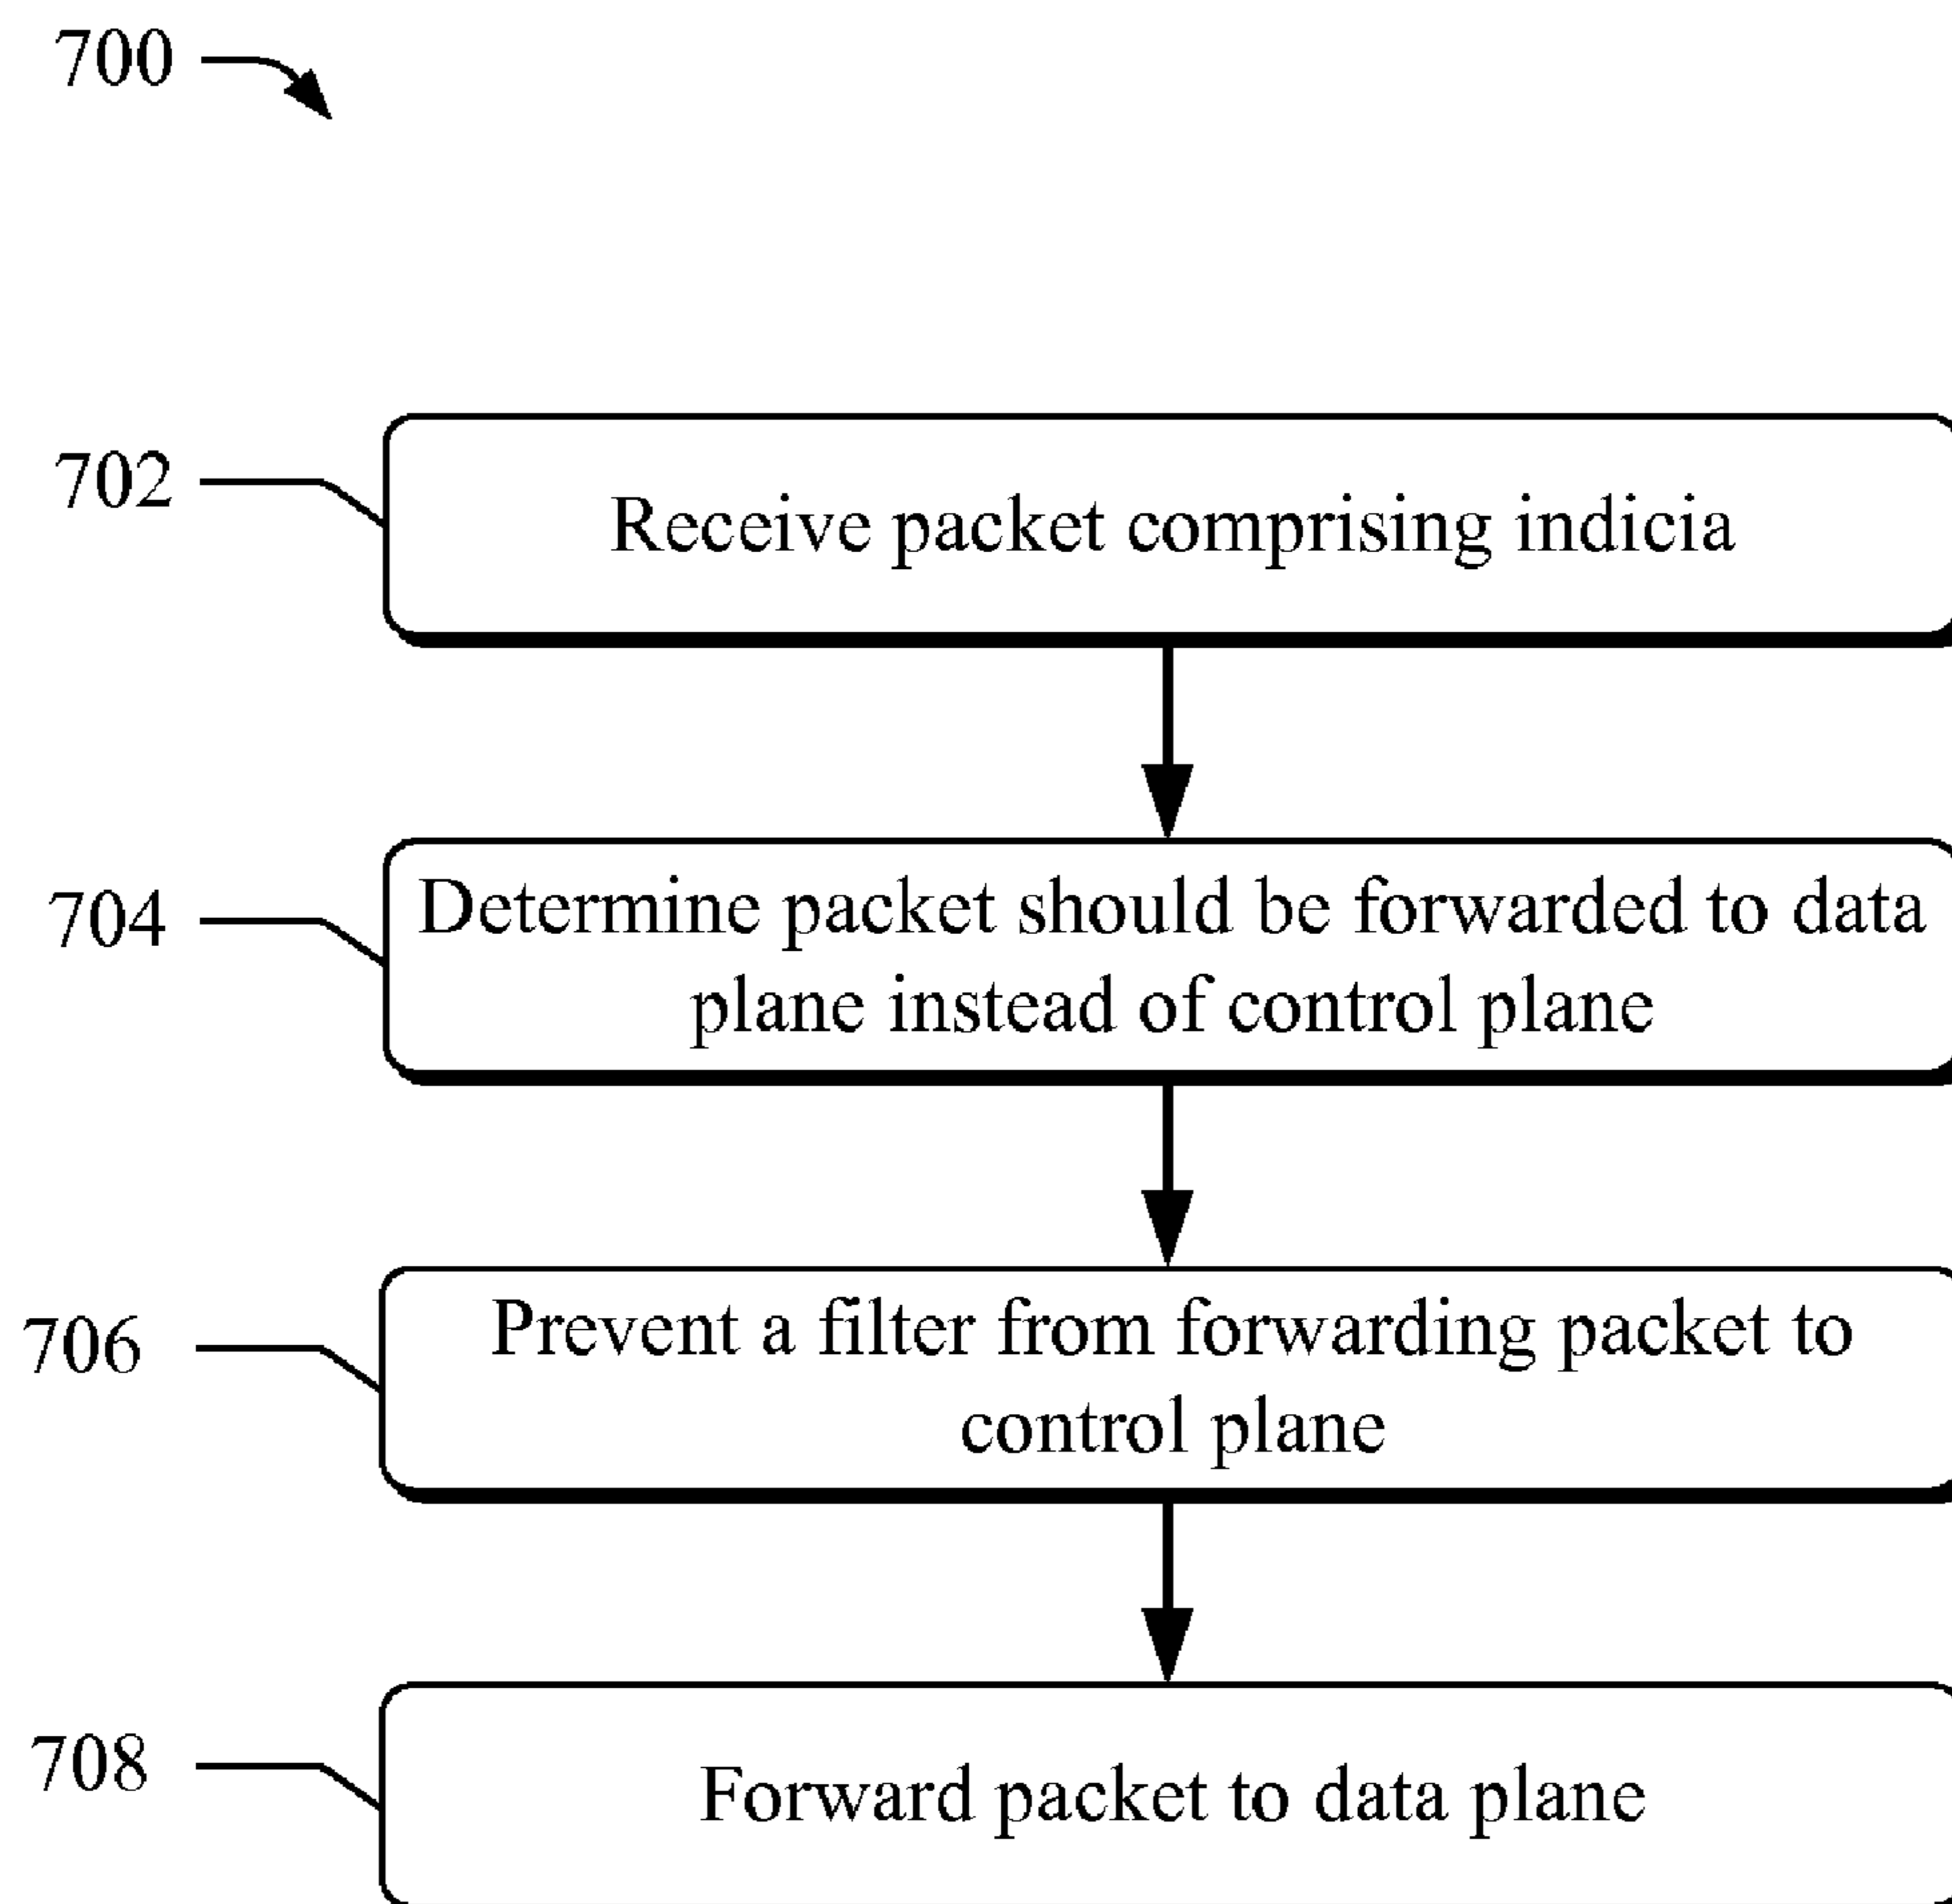 700
702
Receive packet comprising indicia
704
Determine packet should be forwarded to data
plane instead of control plane
706
Prevent a filter from forwarding packet to
control plane
708
Forward packet to data plane